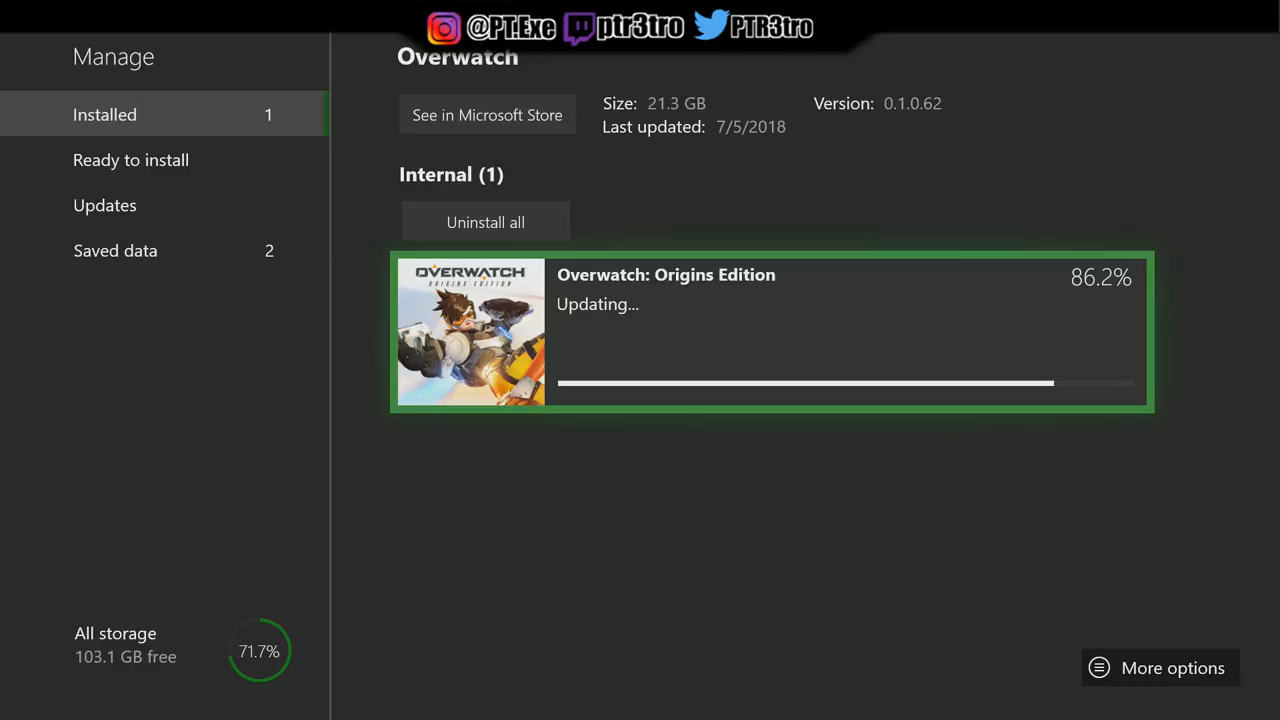 @PT.Exe ptr3tro PTR3tro
Manage
Installed 1
Ready to install
Updates
Saved data 2
All storage
103.1 GB free
71.7%
Overwatch
See in Microsoft Store
Size: 21.3 GB
Version: 0.1.0.62
Last updated: 7/5/2018
Internal (1)
Uninstall all
OVERWATCH
ORIGINS EDITION
Overwatch: Origins Edition
86.2%
Updating...
More options